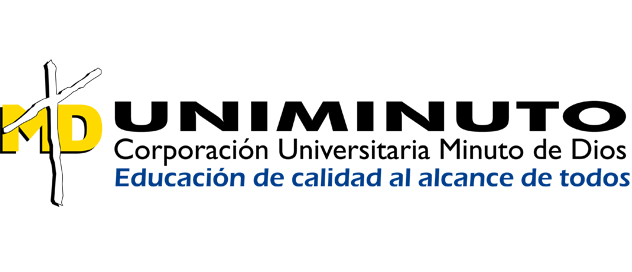 MD UNIMINUTO
Corporación Universitaria Minuto de Dios
Educación de calidad al alcance de todos